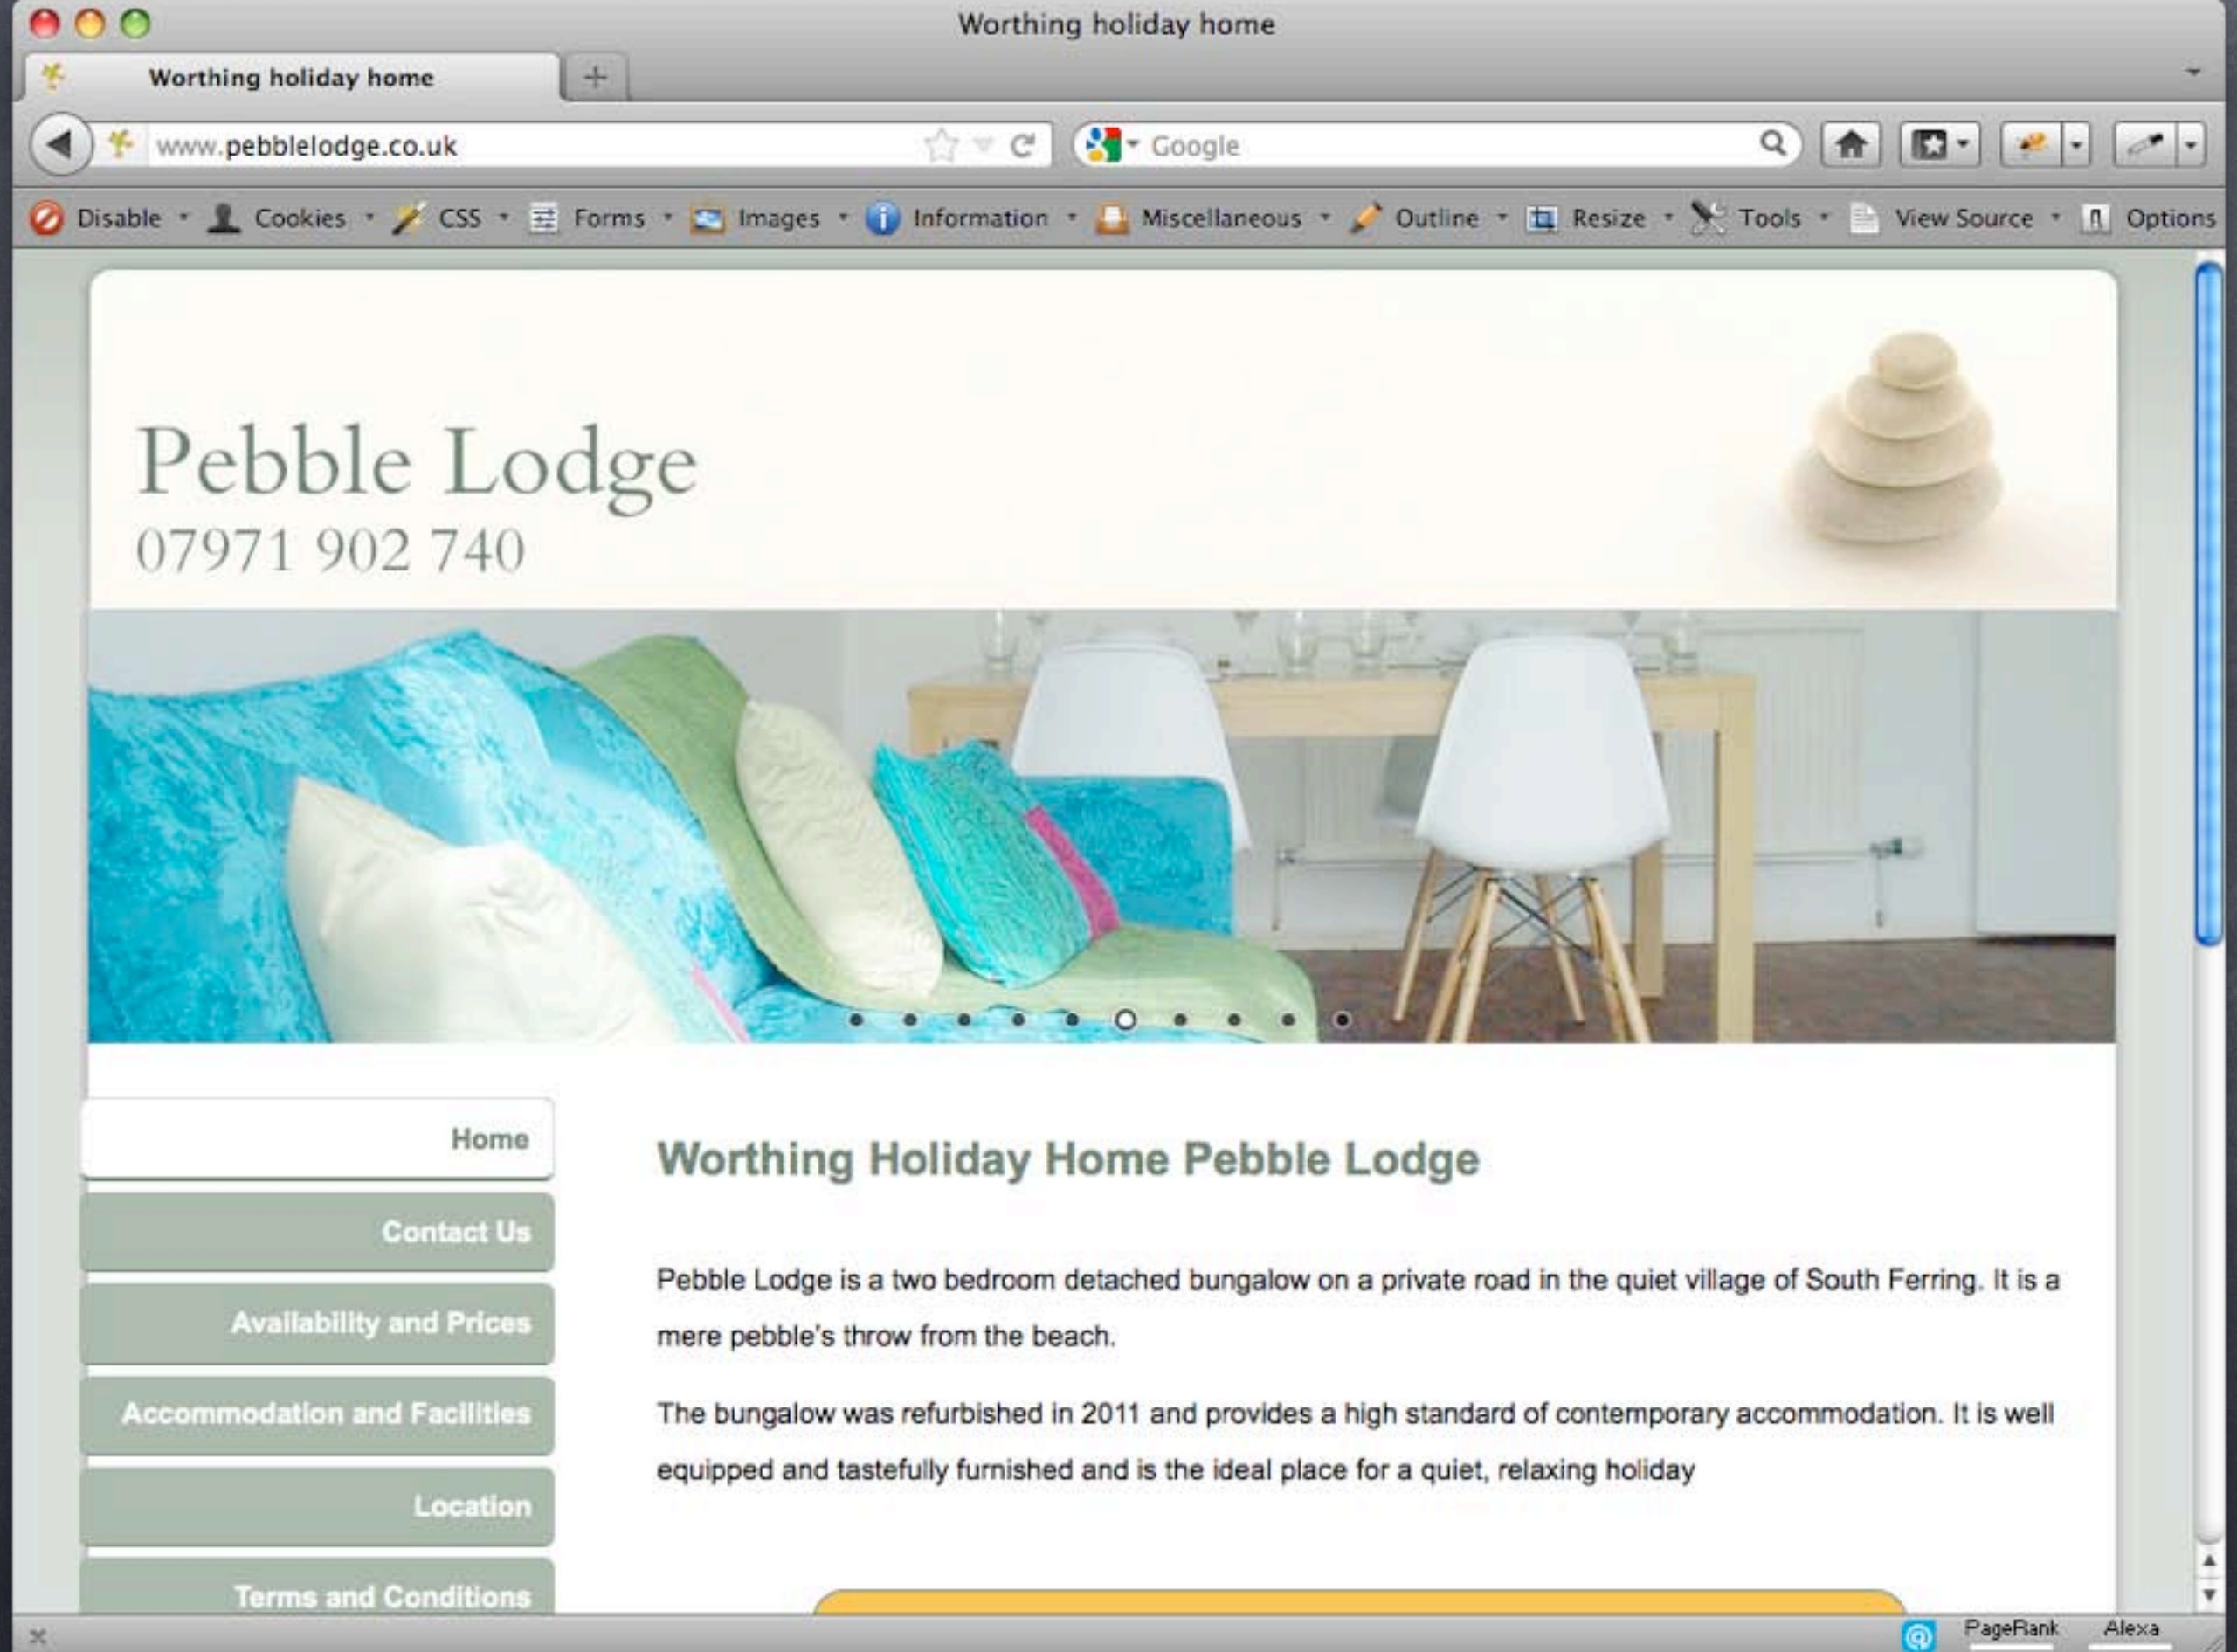 Worthing holiday home
Worthing holiday home
www.pebblelodge.co.uk Google
Disable Cookies CSS Forms Images Information Miscellaneous Outline Resize Tools View Source Options
Pebble Lodge
07971 902 740
Home
Contact Us
Availability and Prices
Accommodation and Facilities
Location
Terms and Conditions
Worthing Holiday Home Pebble Lodge
Pebble Lodge is a two bedroom detached bungalow on a private road in the quiet village of South Ferring. It is a
mere pebble's throw from the beach.
The bungalow was refurbished in 2011 and provides a high standard of contemporary accommodation. It is well
equipped and tastefully furnished and is the ideal place for a quiet, relaxing holiday
PageRank Alexa